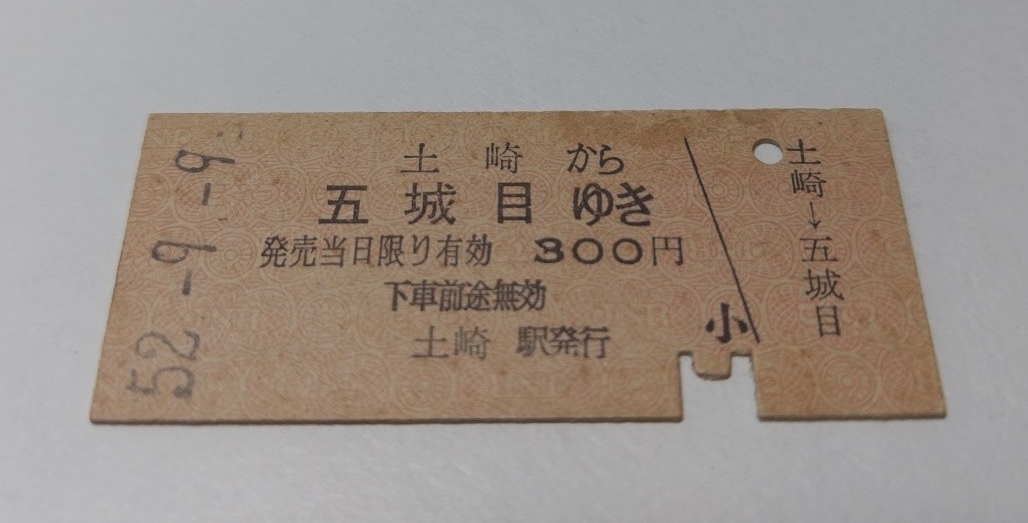 52.-9.-9
土崎から
五城目ゆき
発売当日限り有効 300円
下車前途無効
土崎駅発行
小
土崎→五城目